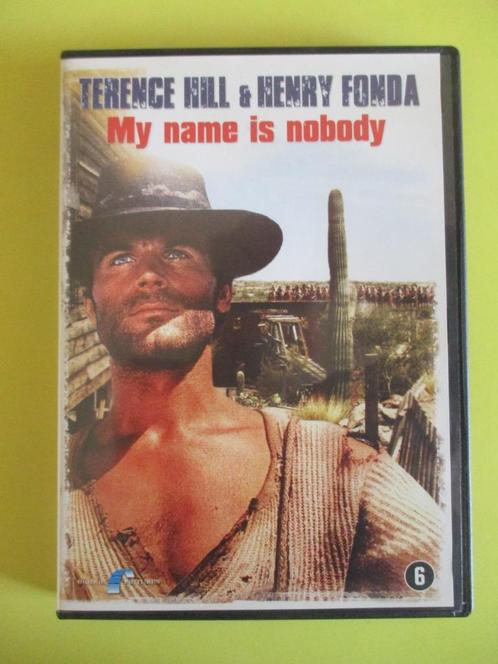 TERENCE HILL & HENRY FONDA
My name is nobody
6